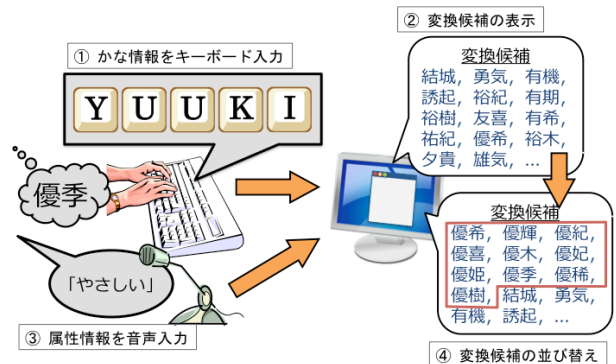 ① かな情報をキーボード入力
YUUKI
優季
「やさしい」
③ 属性情報を音声入力
② 変換候補の表示
変換候補
結城, 勇気, 有機,
誘起, 裕紀, 有期,
裕樹, 友喜, 有希,
祐紀, 優希, 裕木,
夕貴, 雄気, ...
変換候補
優希, 優輝, 優紀,
優喜, 優木, 優妃,
優姫, 優季, 優稀,
優樹, 結城, 勇気,
有機, 誘起, ...
④ 変換候補の並び替え